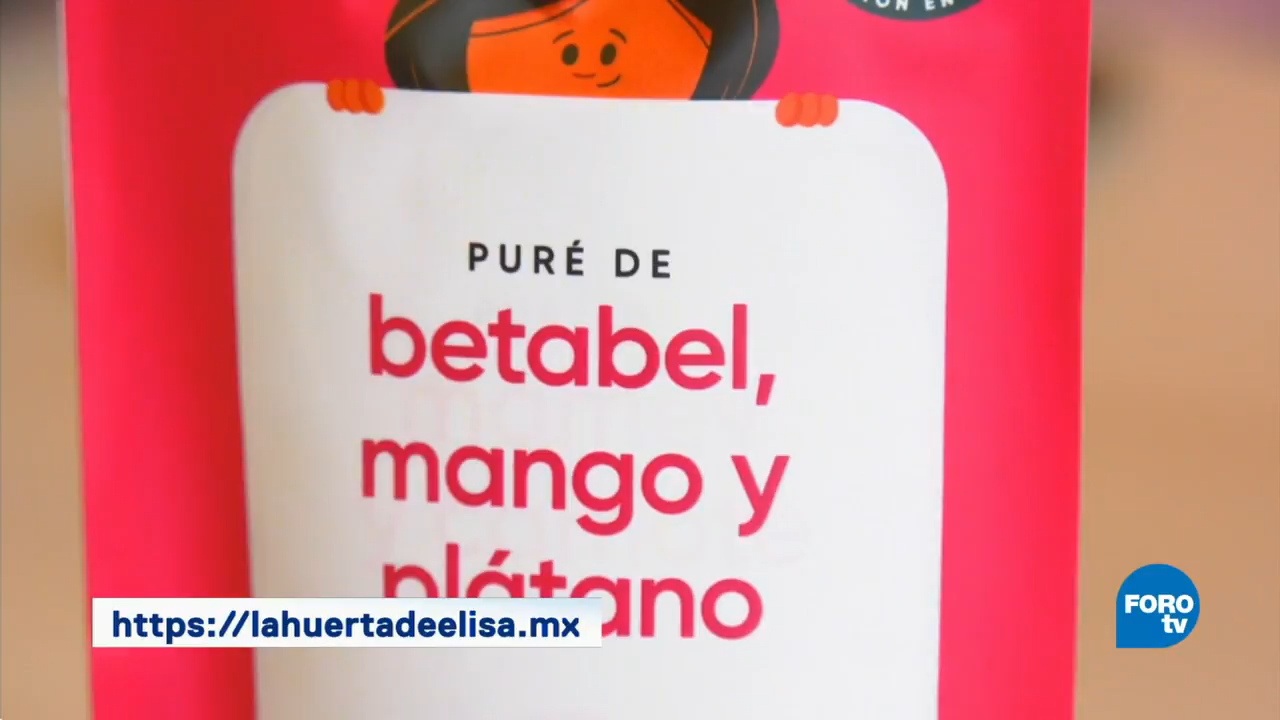 PURÉ DE
betabel,
mango y
plátano
https://lahuertadeelisa.mx
FORO
tv